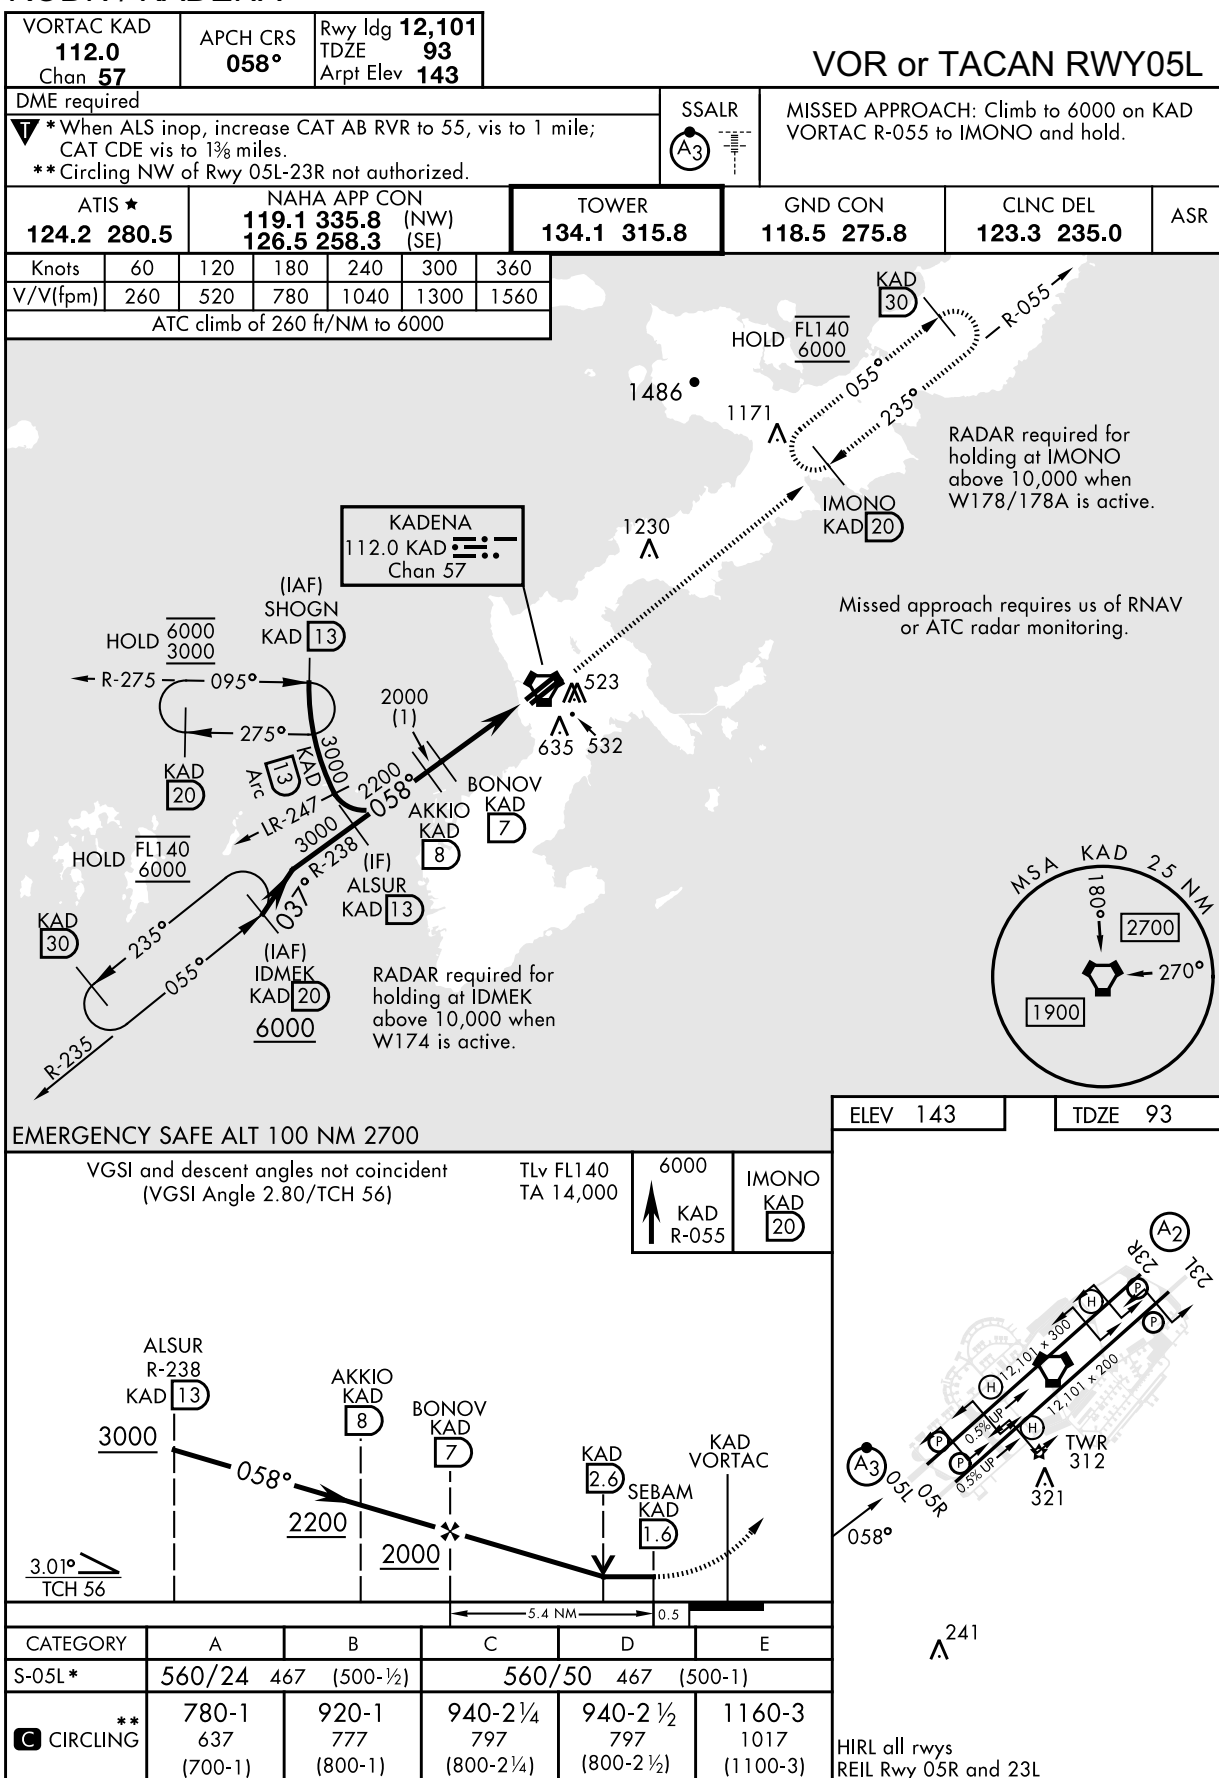 VORTAC KAD
112.0
Chan 57
APCH CRS
058°
Rwy ldg 12,101
TDZE 93
Arpt Elev 143
VOR or TACAN RWY05L
DME required
T * When ALS inop, increase CAT AB RVR to 55, vis to 1 mile;
CAT CDE vis to 1⅜ miles.
** Circling NW of Rwy 05L-23R not authorized.
SSALR
A3
MISSED APPROACH: Climb to 6000 on KAD
VORTAC R-055 to IMONO and hold.
ATIS ★
124.2 280.5
NAHA APP CON
119.1 335.8 (NW)
126.5 258.3 (SE)
TOWER
134.1 315.8
GND CON
118.5 275.8
CLNC DEL
123.3 235.0
ASR
Knots 60 120 180 240 300 360
V/V(fpm) 260 520 780 1040 1300 1560
ATC climb of 260 ft/NM to 6000
KAD
30
R-055
HOLD FL140
6000
055°
235°
1486
1171
RADAR required for
holding at IMONO
above 10,000 when
W178/178A is active.
IMONO
KAD 20
KADENA
112.0 KAD
Chan 57
1230
Missed approach requires us of RNAV
or ATC radar monitoring.
(IAF)
SHOGN
KAD 13
HOLD 6000
3000
R-275
095°
275°
KAD
20
3000
KAD
13
Arc
LR-247
2000
(1)
523
635
532
2200
058°
BONOV
KAD
7
AKKIO
KAD
8
3000
R-238
(IF)
ALSUR
KAD 13
HOLD FL140
6000
037°
KAD
30
235°
055°
R-235
(IAF)
IDMEK
KAD 20
6000
RADAR required for
holding at IDMEK
above 10,000 when
W174 is active.
MSA KAD 25 NM
180°
2700
270°
1900
EMERGENCY SAFE ALT 100 NM 2700
ELEV 143
TDZE 93
VGSI and descent angles not coincident
(VGSI Angle 2.80/TCH 56)
TLv FL140
TA 14,000
6000
KAD
R-055
IMONO
KAD
20
ALSUR
R-238
KAD 13
3000
058°
AKKIO
KAD
8
2200
BONOV
KAD
7
2000
KAD
2.6
SEBAM
KAD
1.6
KAD
VORTAC
3.01°
TCH 56
5.4 NM
0.5
A2
23R
23L
P
H
P
12,101 x 300
H
12,101 x 200
0.5% UP
H
P
P
0.5% UP
TWR
312
321
A3
05L
05R
058°
241
HIRL all rwys
REIL Rwy 05R and 23L
CATEGORY A B C D E
S-05L* 560/24 467 (500-½) 560/50 467 (500-1)
C CIRCLING **
780-1 920-1 940-2¼ 940-2½ 1160-3
637 777 797 797 1017
(700-1) (800-1) (800-2¼) (800-2½) (1100-3)